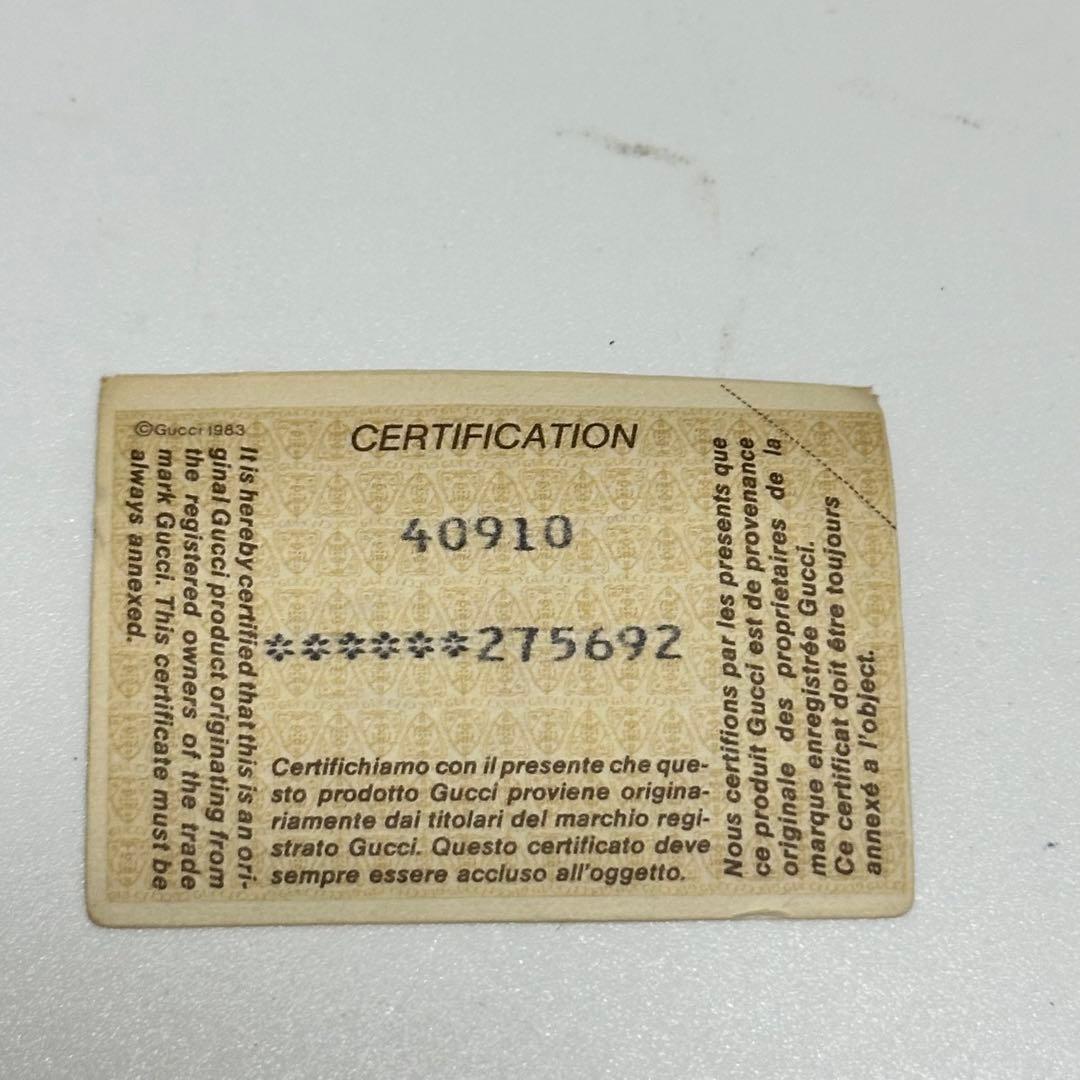 ©Gucci 1983
CERTIFICATION
It is hereby certified that this is an ori-
ginal Gucci product originating from
the registered owners of the trade
mark Gucci. This certificate must be
always annexed.
40910
******275692
Certifichiamo con il presente che que-
sto prodotto Gucci proviene origina-
riamente dai titolari del marchio regi-
strato Gucci. Questo certificato deve
sempre essere accluso all'oggetto.
Nous certifions par les presents que
ce produit Gucci est de provenance
originale des proprietaires de la
marque enregistrée Gucci.
Ce certificat doit être toujours
annexé a l'object.